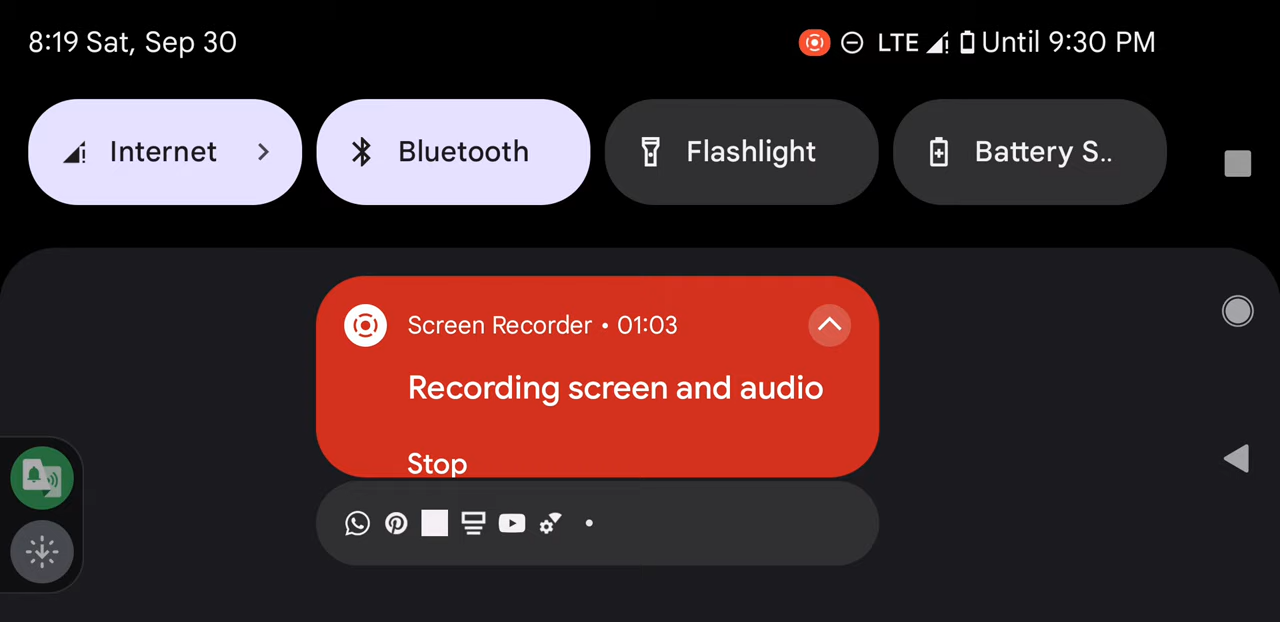 8:19 Sat, Sep 30
LTE Until 9:30 PM
Internet
Bluetooth
Flashlight
Battery S..
Screen Recorder • 01:03
Recording screen and audio
Stop